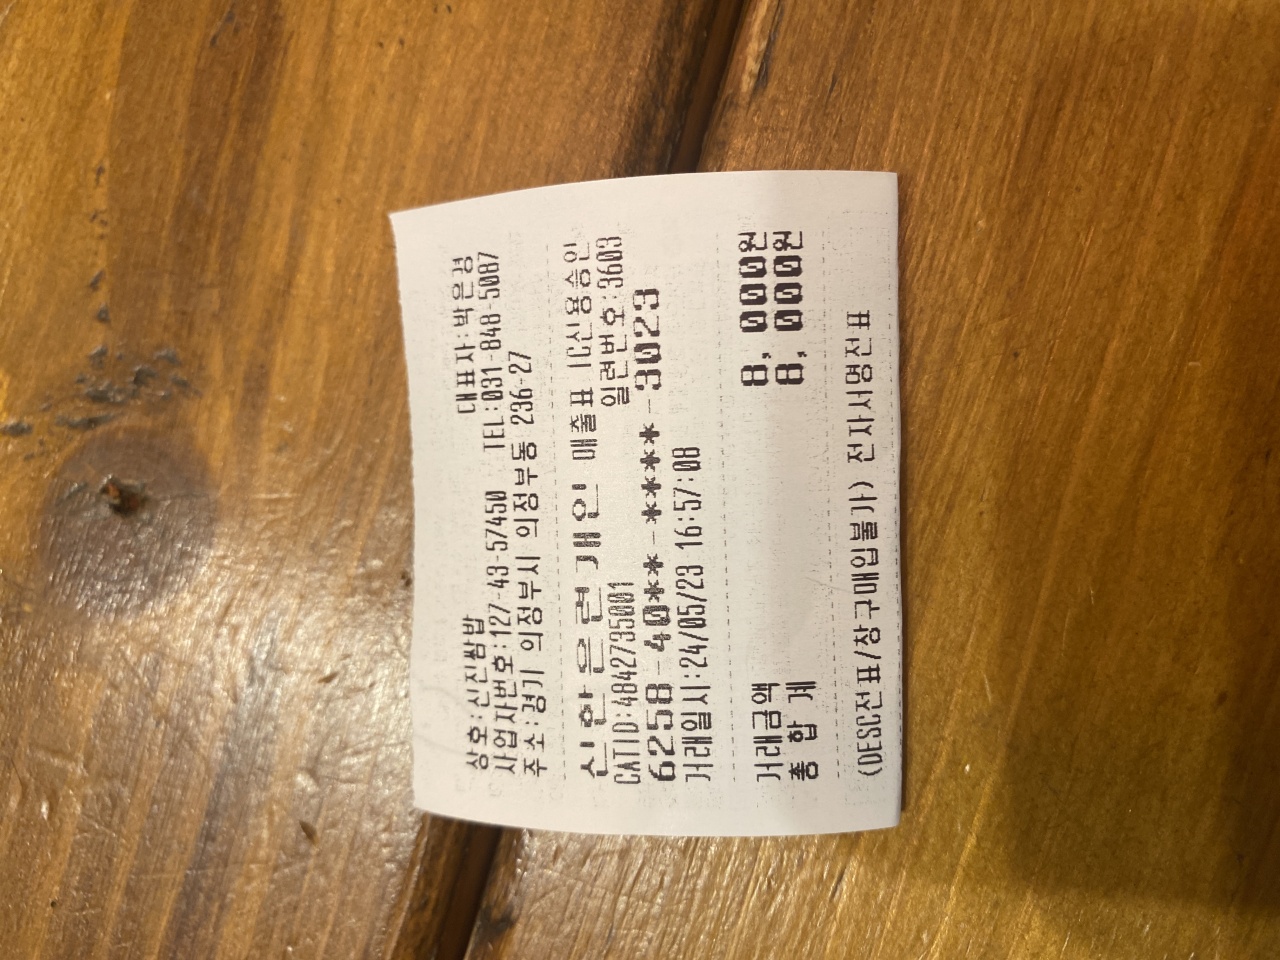 상호:신진쌈밥 대표자:박은경
사업자번호:127-43-57450 TEL:031-848-5087
주소:경기 의정부시 의정부동 236-27
신한은련개인 매출표 IC신용승인
CATID:4842735001 일련번호:3603
6258-40**-****-3023
거래일시:24/05/23 16:57:08
거래금액 8,000원
총 합 계 8,000원
(DESC전표/창구매입불가) 전자서명전표